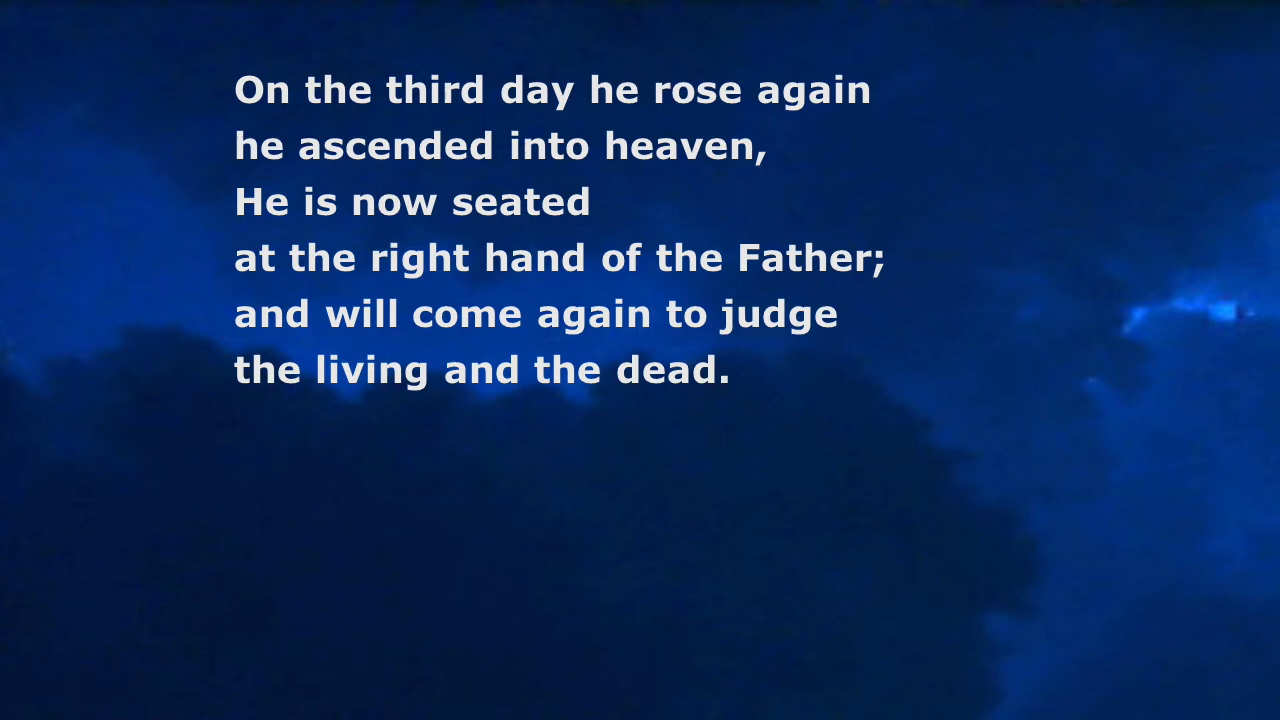 On the third day he rose again
he ascended into heaven,
He is now seated
at the right hand of the Father;
and will come again to judge
the living and the dead.